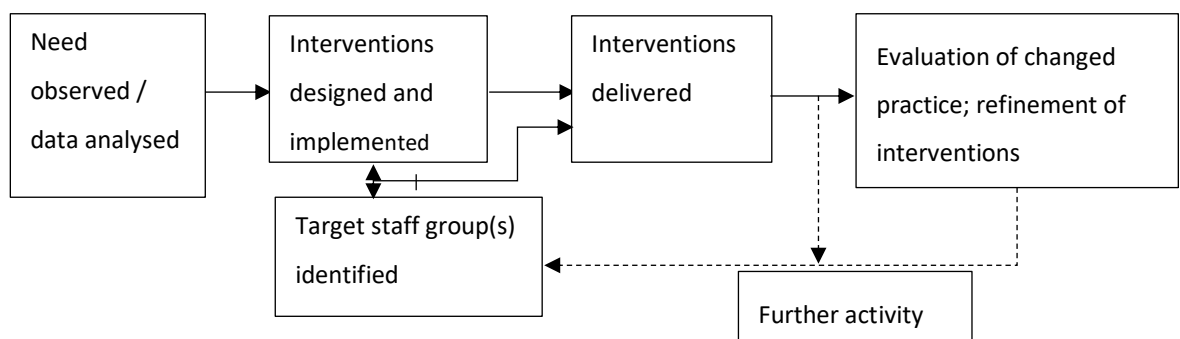 Need
observed /
data analysed
Interventions
designed and
implemented
Interventions
delivered
Evaluation of changed
practice; refinement of
interventions
Target staff group(s)
identified
Further activity